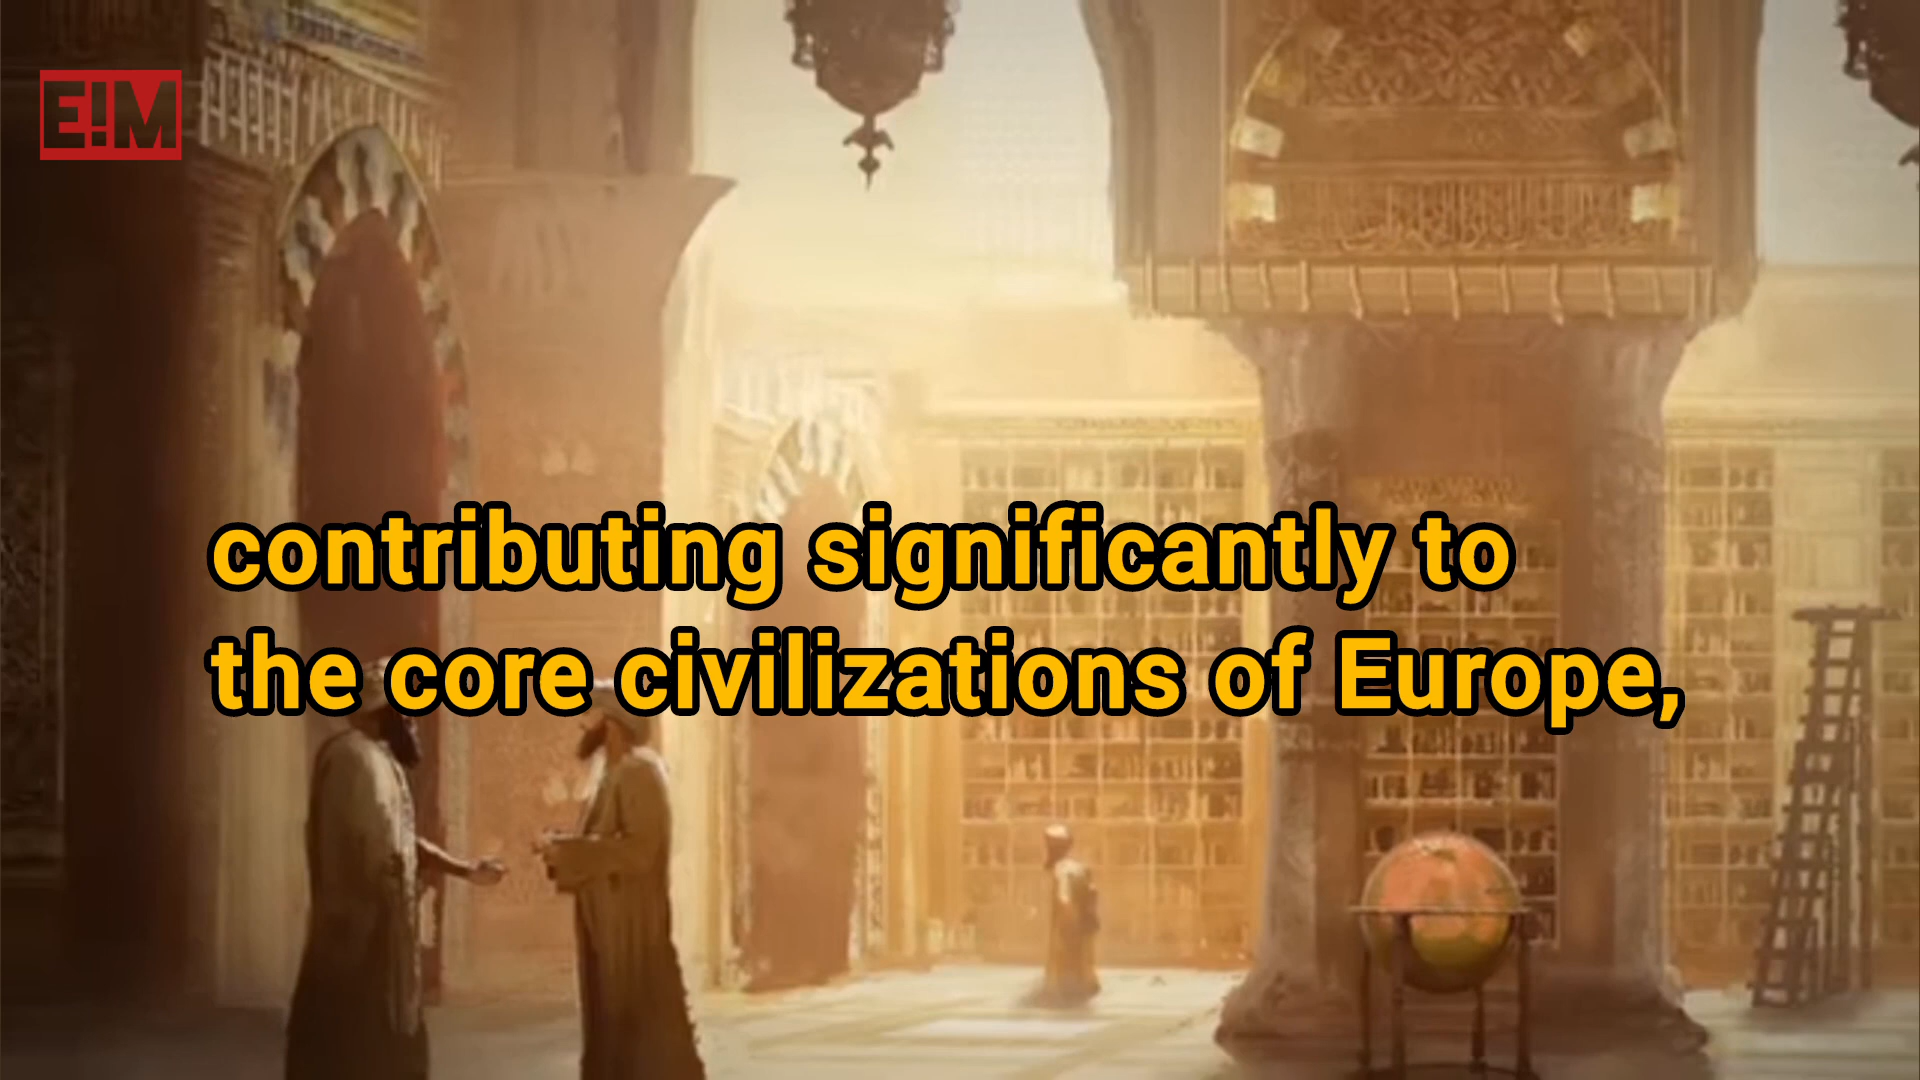 E!M
contributing significantly to
the core civilizations of Europe,